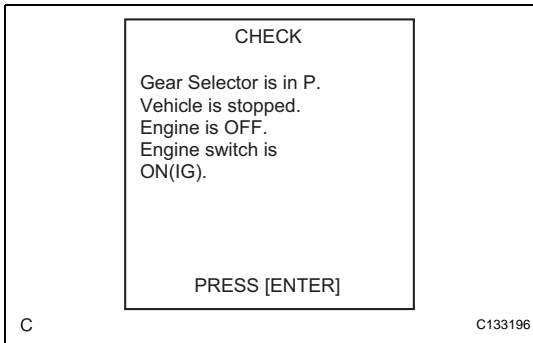 CHECK
Gear Selector is in P.
Vehicle is stopped.
Engine is OFF.
Engine switch is
ON(IG).
PRESS [ENTER]
C
C133196